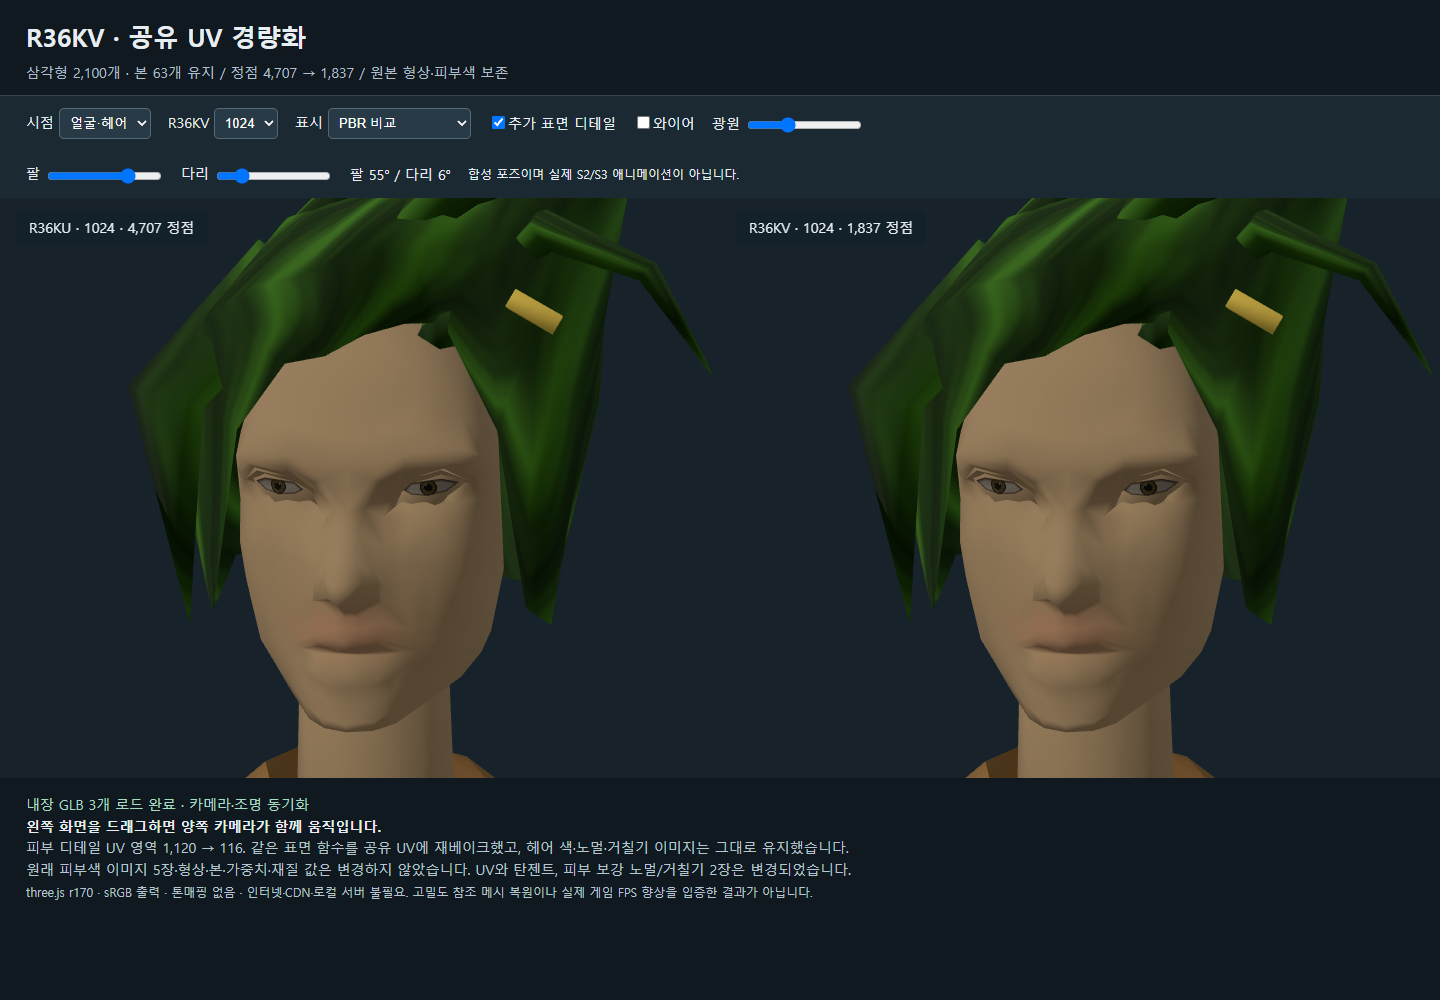 R36KV · 공유 UV 경량화
삼각형 2,100개 · 본 63개 유지 / 정점 4,707 → 1,837 / 원본 형상·피부색 보존
시점 얼굴·헤어 R36KV 1024 표시 PBR 비교 추가 표면 디테일 와이어 광원
팔 다리 팔 55° / 다리 6° 합성 포즈이며 실제 S2/S3 애니메이션이 아닙니다.
R36KU · 1024 · 4,707 정점
R36KV · 1024 · 1,837 정점
내장 GLB 3개 로드 완료 · 카메라·조명 동기화
왼쪽 화면을 드래그하면 양쪽 카메라가 함께 움직입니다.
피부 디테일 UV 영역 1,120 → 116. 같은 표면 함수를 공유 UV에 재베이크했고, 헤어 색·노멀·거칠기 이미지는 그대로 유지했습니다.
원래 피부색 이미지 5장·형상·본·가중치·재질 값은 변경하지 않았습니다. UV와 탄젠트, 피부 보강 노멀/거칠기 2장은 변경되었습니다.
three.js r170 · sRGB 출력 · 톤매핑 없음 · 인터넷·CDN·로컬 서버 불필요. 고밀도 참조 메시 복원이나 실제 게임 FPS 향상을 입증한 결과가 아닙니다.